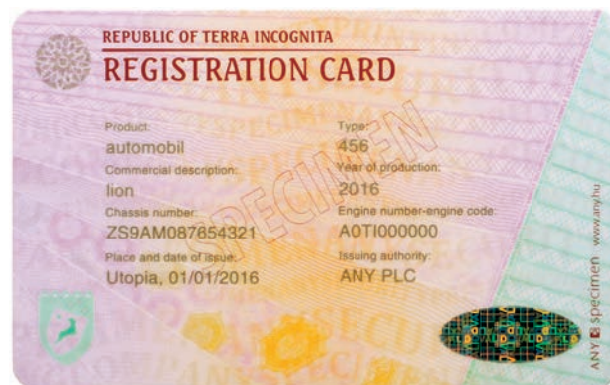 REPUBLIC OF TERRA INCOGNITA
REGISTRATION CARD
Product: Type:
automobil 456
Commercial description: Year of production:
lion 2016
Chassis number: Engine number-engine code:
ZS9AM087654321 A0TI000000
Place and date of issue: Issuing authority:
Utopia, 01/01/2016 ANY PLC
SPECIMEN
ANY specimen www.any.hu